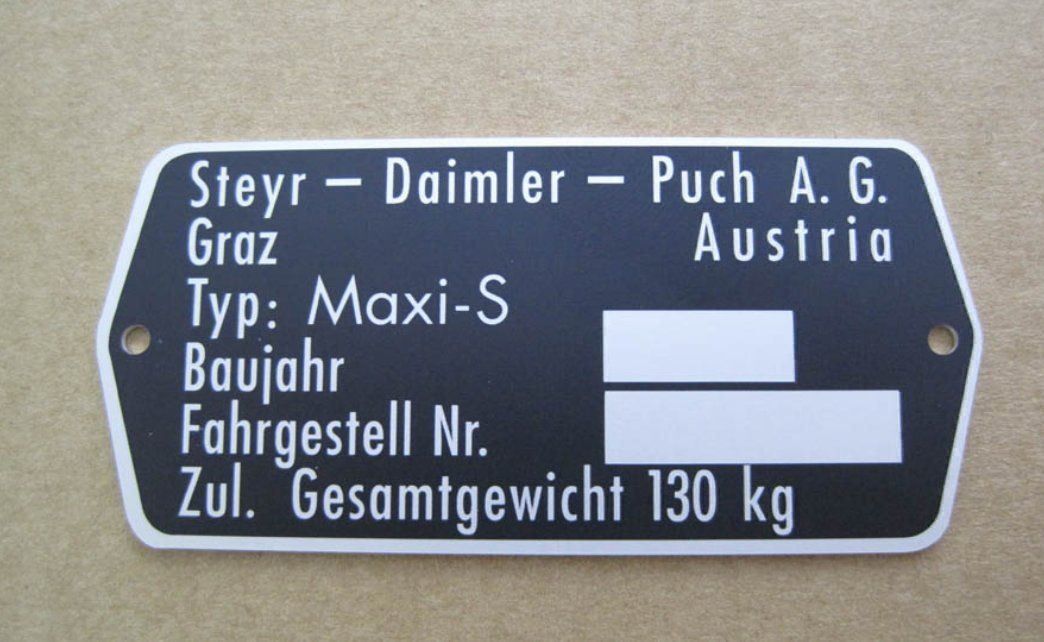 Steyr – Daimler – Puch A. G.
Graz Austria
Typ: Maxi-S
Baujahr
Fahrgestell Nr.
Zul. Gesamtgewicht 130 kg